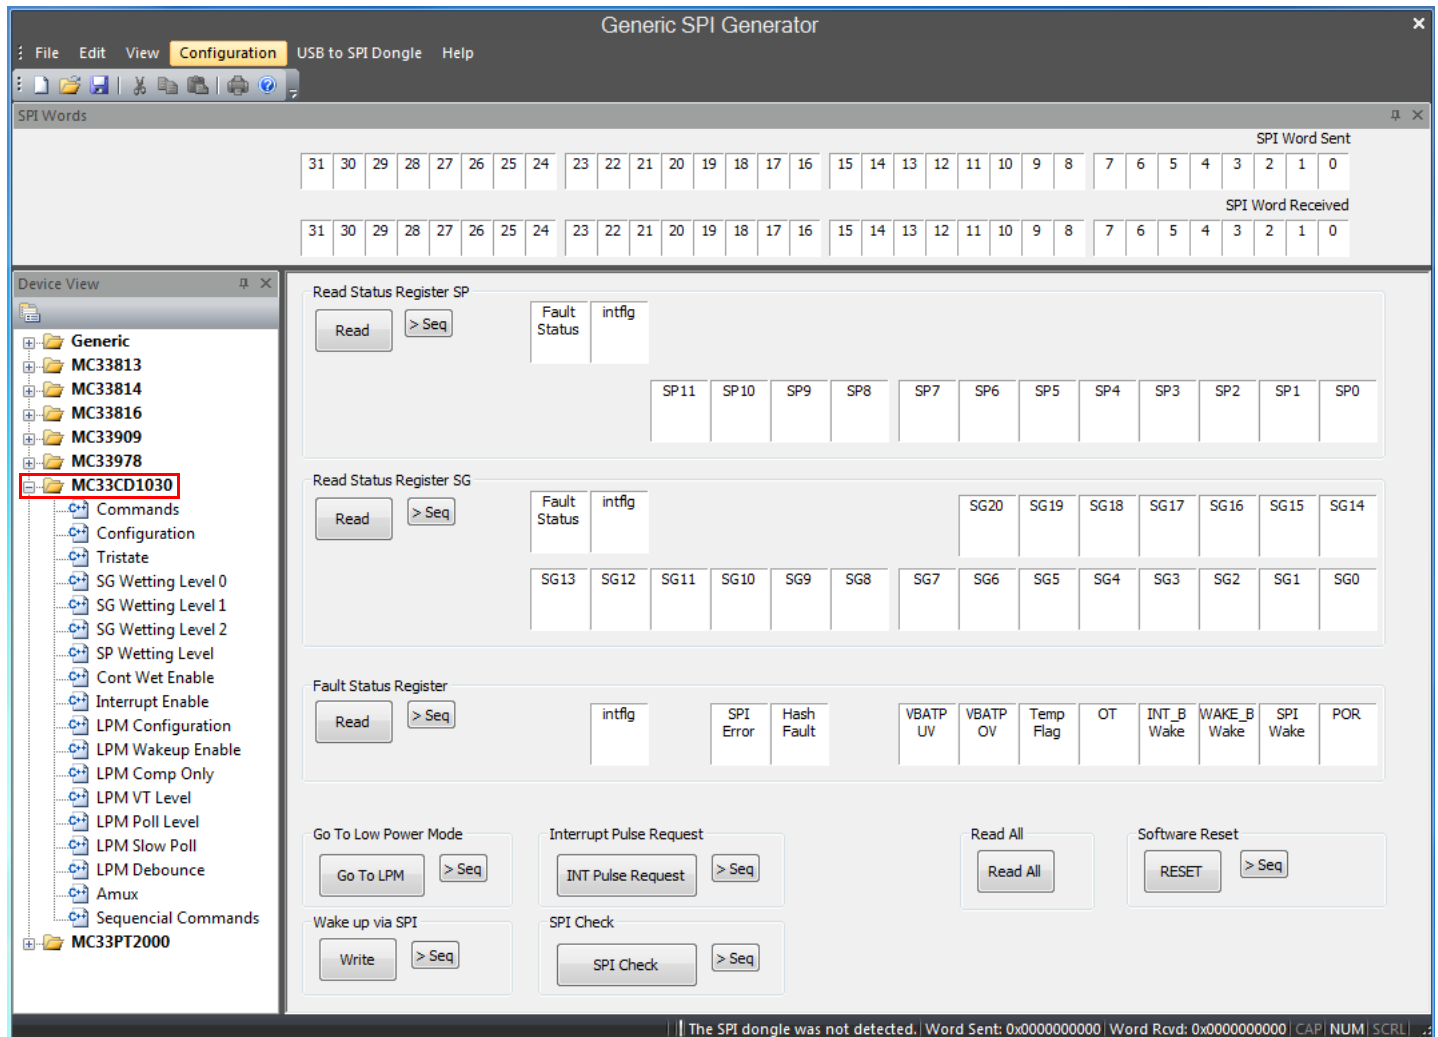 Generic SPI Generator
File Edit View Configuration USB to SPI Dongle Help
SPI Words
SPI Word Sent
31 30 29 28 27 26 25 24 23 22 21 20 19 18 17 16 15 14 13 12 11 10 9 8 7 6 5 4 3 2 1 0
SPI Word Received
31 30 29 28 27 26 25 24 23 22 21 20 19 18 17 16 15 14 13 12 11 10 9 8 7 6 5 4 3 2 1 0
Device View
Generic
MC33813
MC33814
MC33816
MC33909
MC33978
MC33CD1030
Commands
Configuration
Tristate
SG Wetting Level 0
SG Wetting Level 1
SG Wetting Level 2
SP Wetting Level
Cont Wet Enable
Interrupt Enable
LPM Configuration
LPM Wakeup Enable
LPM Comp Only
LPM VT Level
LPM Poll Level
LPM Slow Poll
LPM Debounce
Amux
Sequencial Commands
MC33PT2000
Read Status Register SP
Read > Seq
Fault Status intflg
SP11 SP10 SP9 SP8 SP7 SP6 SP5 SP4 SP3 SP2 SP1 SP0
Read Status Register SG
Read > Seq
Fault Status intflg SG20 SG19 SG18 SG17 SG16 SG15 SG14
SG13 SG12 SG11 SG10 SG9 SG8 SG7 SG6 SG5 SG4 SG3 SG2 SG1 SG0
Fault Status Register
Read > Seq
intflg SPI Error Hash Fault VBATP UV VBATP OV Temp Flag OT INT_B Wake WAKE_B Wake SPI Wake POR
Go To Low Power Mode
Go To LPM > Seq
Interrupt Pulse Request
INT Pulse Request > Seq
Read All
Read All
Software Reset
RESET > Seq
Wake up via SPI
Write > Seq
SPI Check
SPI Check > Seq
The SPI dongle was not detected. Word Sent: 0x0000000000 Word Rcvd: 0x0000000000 CAP NUM SCRL